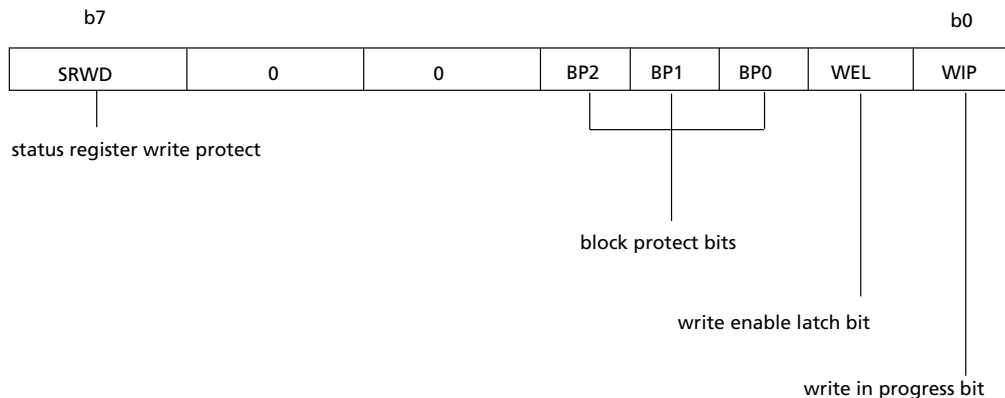 b7 b0
SRWD 0 0 BP2 BP1 BP0 WEL WIP
status register write protect
block protect bits
write enable latch bit
write in progress bit